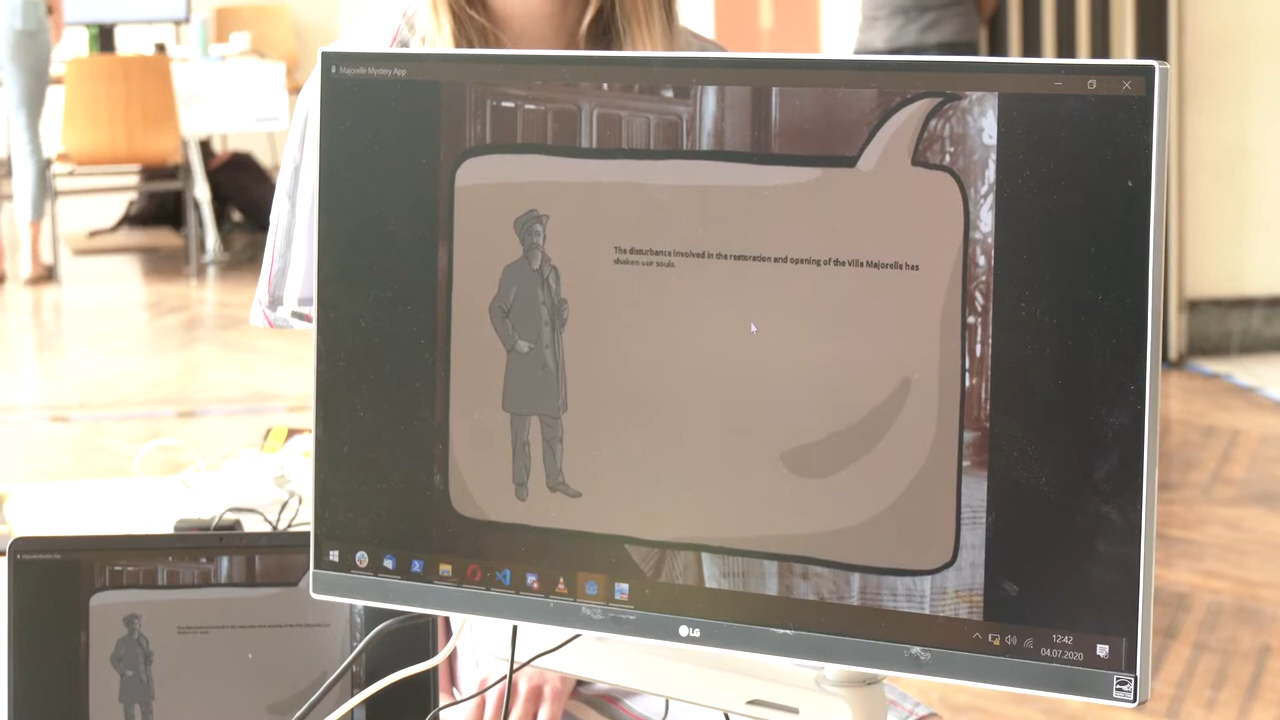 Majorelle Mystery App
The disturbance involved in the restoration and opening of the Villa Majorelle has
shaken our souls.
12:42
04.07.2020
LG